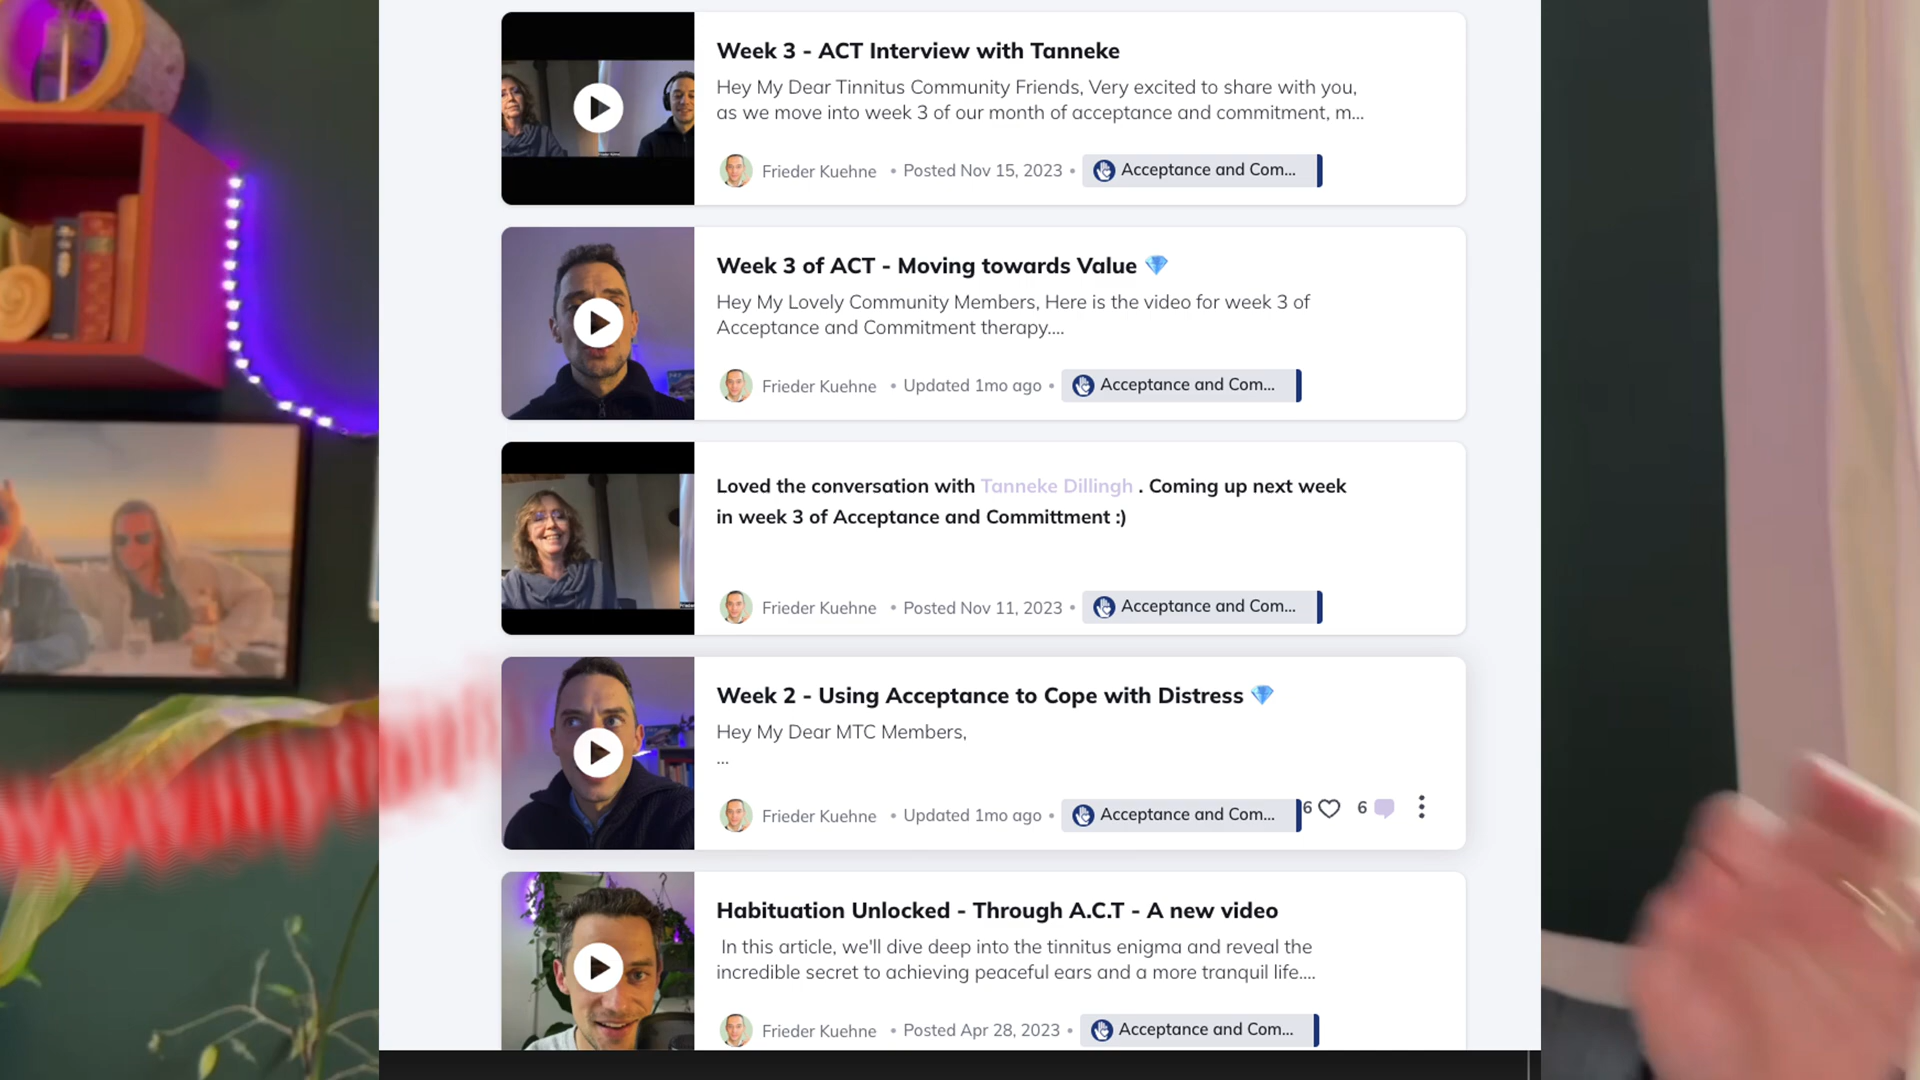 Week 3 - ACT Interview with Tanneke
Hey My Dear Tinnitus Community Friends, Very excited to share with you,
as we move into week 3 of our month of acceptance and commitment, m...
Frieder Kuehne • Posted Nov 15, 2023 • Acceptance and Com...
Week 3 of ACT - Moving towards Value 💎
Hey My Lovely Community Members, Here is the video for week 3 of
Acceptance and Commitment therapy....
Frieder Kuehne • Updated 1mo ago • Acceptance and Com...
Loved the conversation with Tanneke Dillingh . Coming up next week
in week 3 of Acceptance and Committment :)
Frieder Kuehne • Posted Nov 11, 2023 • Acceptance and Com...
Week 2 - Using Acceptance to Cope with Distress 💎
Hey My Dear MTC Members,
...
Frieder Kuehne • Updated 1mo ago • Acceptance and Com... 6 6
Habituation Unlocked - Through A.C.T - A new video
In this article, we'll dive deep into the tinnitus enigma and reveal the
incredible secret to achieving peaceful ears and a more tranquil life....
Frieder Kuehne • Posted Apr 28, 2023 • Acceptance and Com...